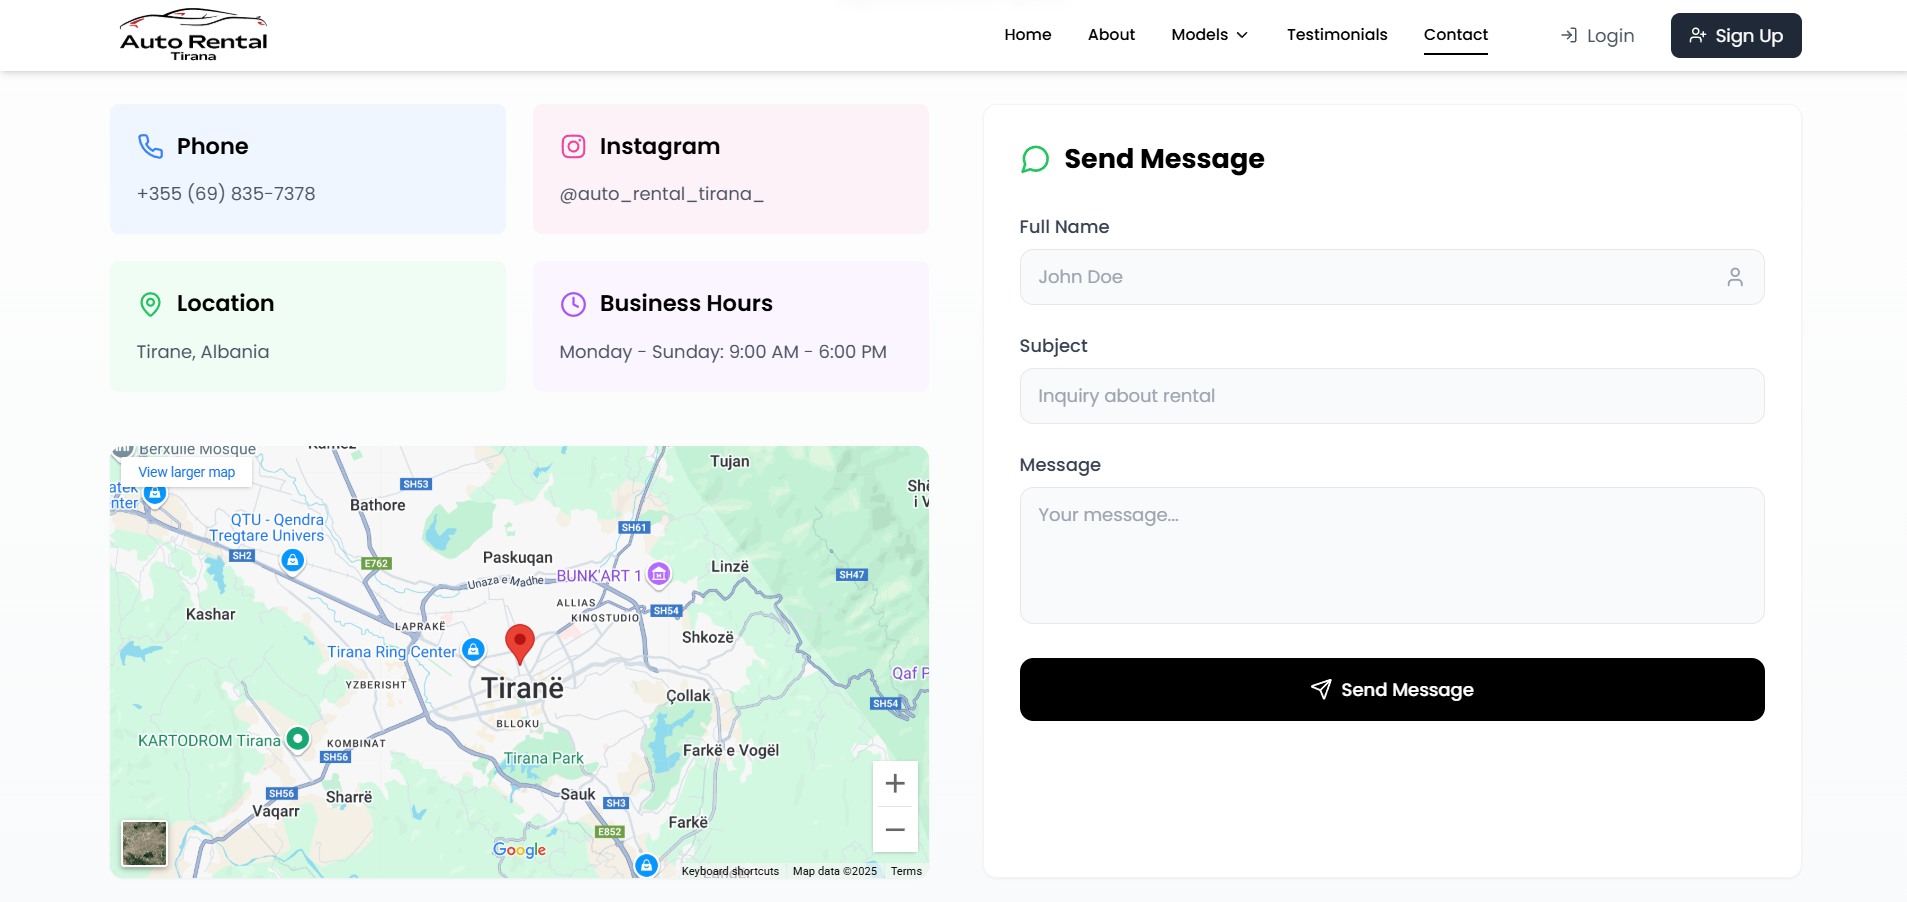 Auto Rental
Tirana
Home
About
Models
Testimonials
Contact
Login
Sign Up
Phone
+355 (69) 835-7378
Instagram
@auto_rental_tirana_
Location
Tirane, Albania
Business Hours
Monday - Sunday: 9:00 AM - 6:00 PM
Berxulle Mosque
View larger map
SH53
Tujan
Bathore
QTU - Qendra
Tregtare Univers
SH2
SH61
E762
Paskuqan
Unaza e Madhe
BUNK'ART 1
Linzë
SH47
Kashar
ALLIAS
KINOSTUDIO
SH54
LAPRAKË
Shkozë
Tirana Ring Center
YZBERISHT
Tiranë
Çollak
Qaf P
SH54
BLLOKU
KARTODROM Tirana
KOMBINAT
SH56
Tirana Park
Farkë e Vogël
SH56
Vaqarr
Sharrë
Sauk
SH3
Farkë
E852
Google
Keyboard shortcuts
Map data ©2025
Terms
Send Message
Full Name
John Doe
Subject
Inquiry about rental
Message
Your message...
Send Message